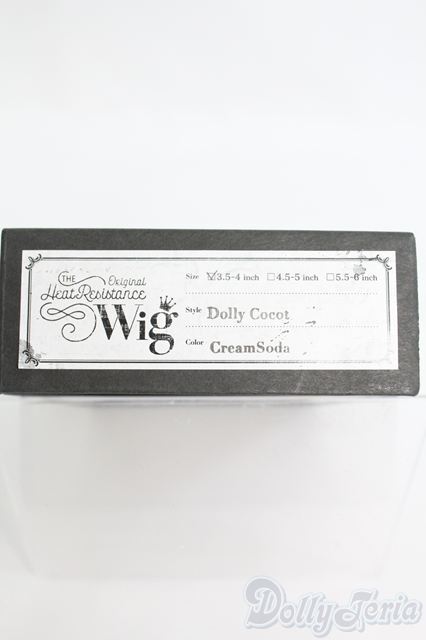 THE Original
Heat Resistance
Wig
Size ☑3.5-4 inch ☐4.5-5 inch ☐5.5-6 inch
Style Dolly Cocot
Color CreamSoda
DollyTeria